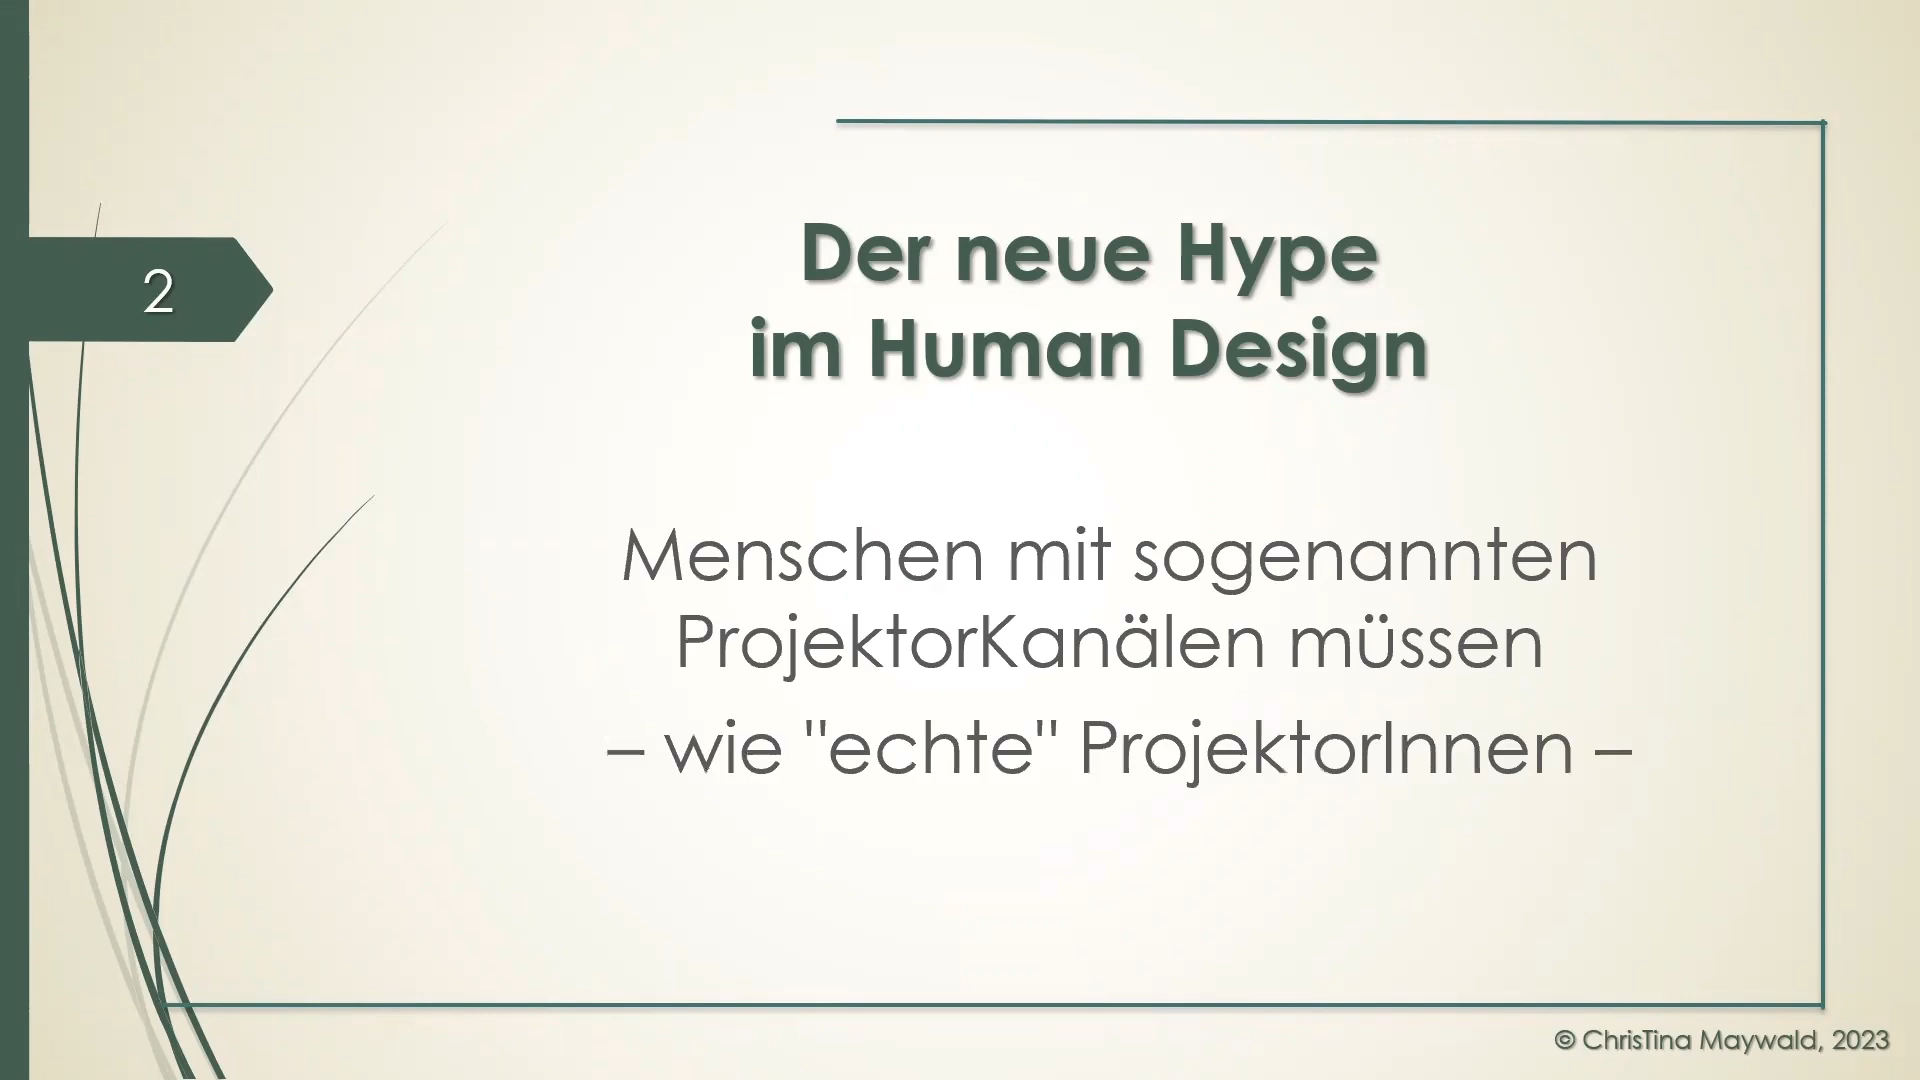 2
Der neue Hype
im Human Design
Menschen mit sogenannten
ProjektorKanälen müssen
– wie "echte" ProjektorInnen –
© ChrisTina Maywald, 2023